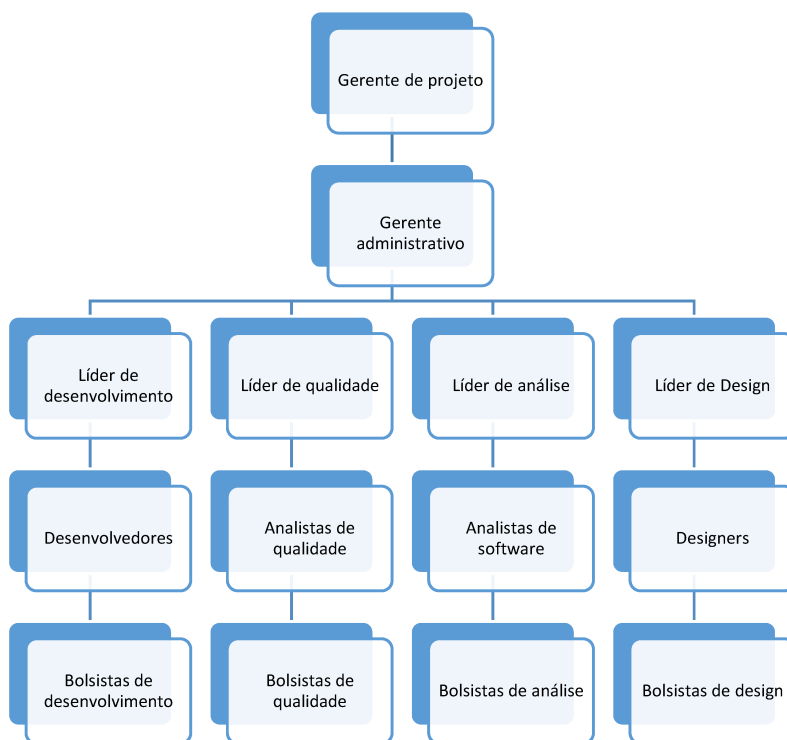 Gerente de projeto
Gerente
administrativo
Líder de
desenvolvimento
Líder de qualidade
Líder de análise
Líder de Design
Desenvolvedores
Analistas de
qualidade
Analistas de
software
Designers
Bolsistas de
desenvolvimento
Bolsistas de
qualidade
Bolsistas de análise
Bolsistas de design